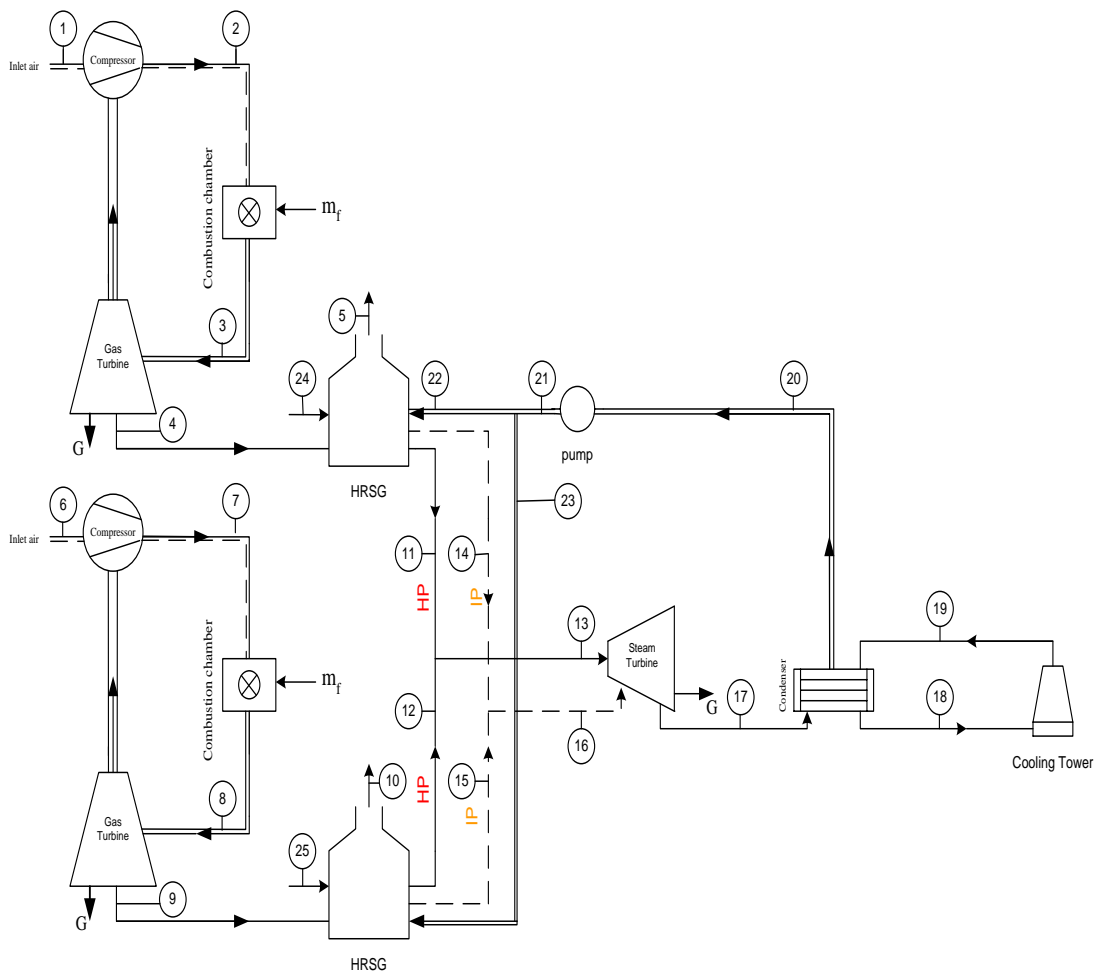 1
2
Inlet air
Compressor
Combustion chamber
m_f
3
Gas
Turbine
G
4
5
24
22
21
20
pump
HRSG
23
6
7
Inlet air
Compressor
11
14
HP
IP
Combustion chamber
m_f
13
Steam
Turbine
G
12
16
17
Condenser
19
18
Cooling Tower
8
Gas
Turbine
G
9
10
HP
15
IP
25
HRSG